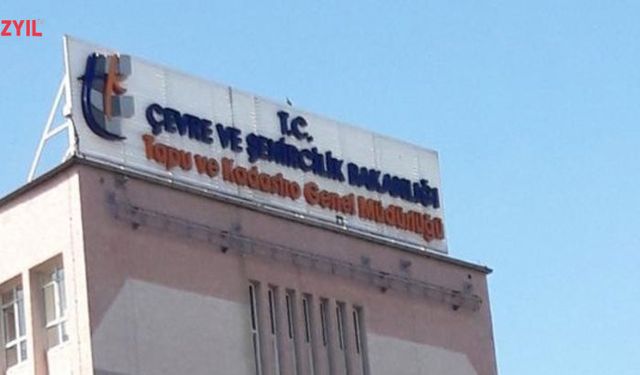 ZYIL
T.C.
ÇEVRE VE ŞEHİRCİLİK BAKANLIĞI
Tapu ve Kadastro Genel Müdürlüğü